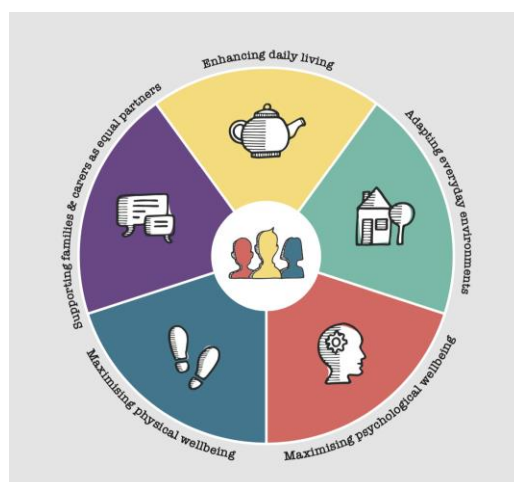 Enhancing daily living
Adapting everyday environments
Maximising psychological wellbeing
Maximising physical wellbeing
Supporting families & carers as equal partners